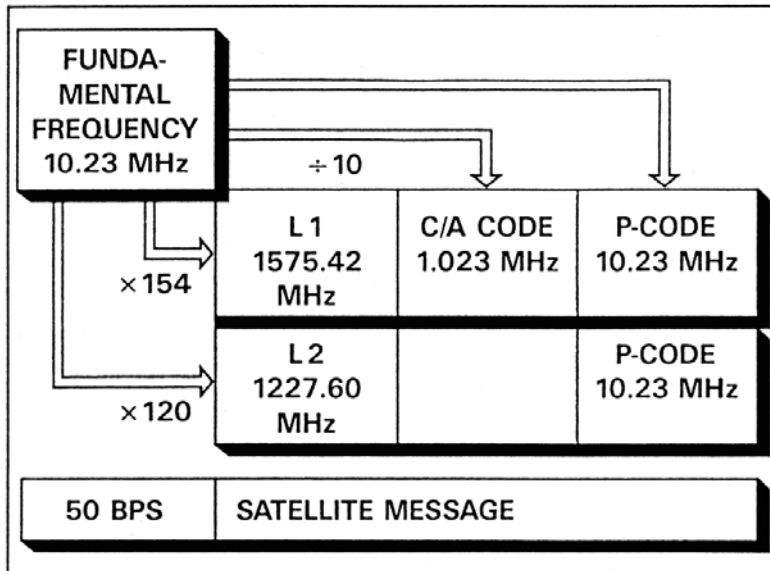 FUNDA-
MENTAL
FREQUENCY
10.23 MHz
÷10
L1
1575.42
MHz
C/A CODE
1.023 MHz
P-CODE
10.23 MHz
×154
L2
1227.60
MHz
P-CODE
10.23 MHz
×120
50 BPS
SATELLITE MESSAGE